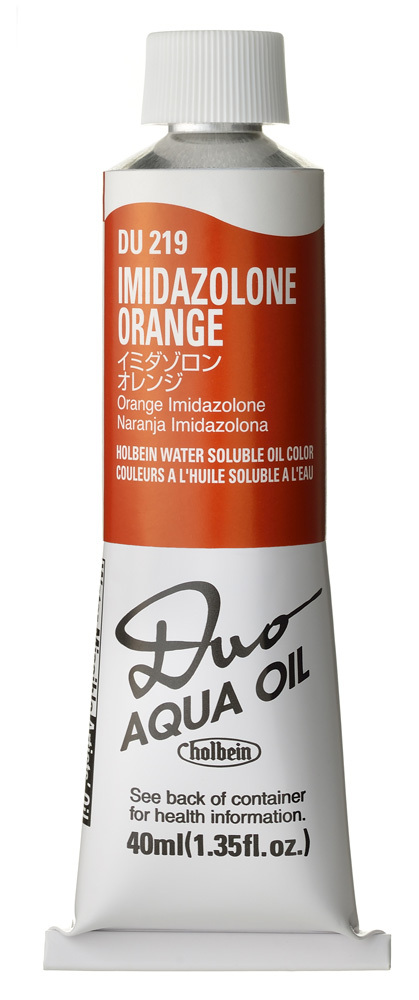 DU 219
IMIDAZOLONE
ORANGE
イミダゾロン
オレンジ
Orange Imidazolone
Naranja Imidazolona
HOLBEIN WATER SOLUBLE OIL COLOR
COULEURS A L'HUILE SOLUBLE A L'EAU
Duo
AQUA OIL
holbein
See back of container
for health information.
40ml(1.35fl.oz.)